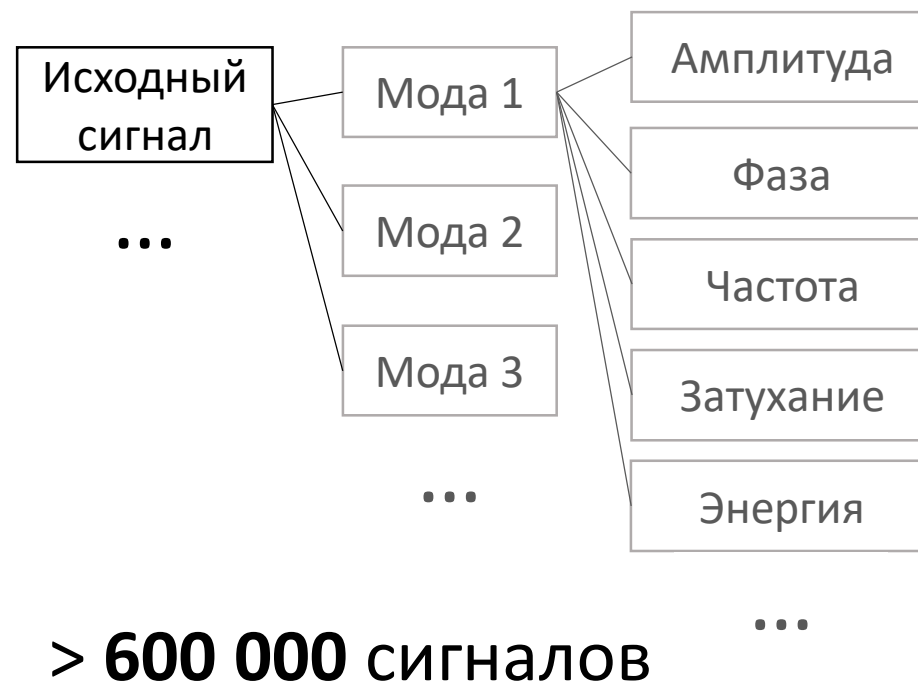 Исходный
сигнал
...
Мода 1
Мода 2
Мода 3
...
Амплитуда
Фаза
Частота
Затухание
Энергия
...
> 600 000 сигналов